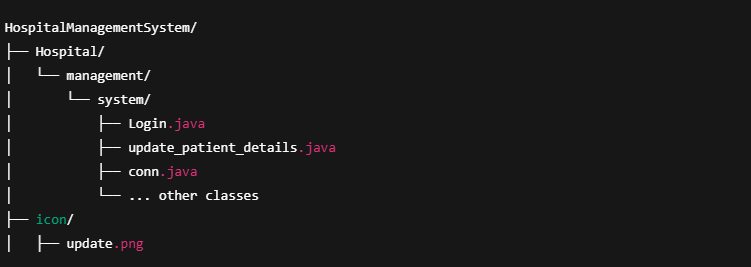 HospitalManagementSystem/
├── Hospital/
│   └── management/
│       └── system/
│           ├── Login.java
│           ├── update_patient_details.java
│           ├── conn.java
│           └── ... other classes
├── icon/
│   ├── update.png